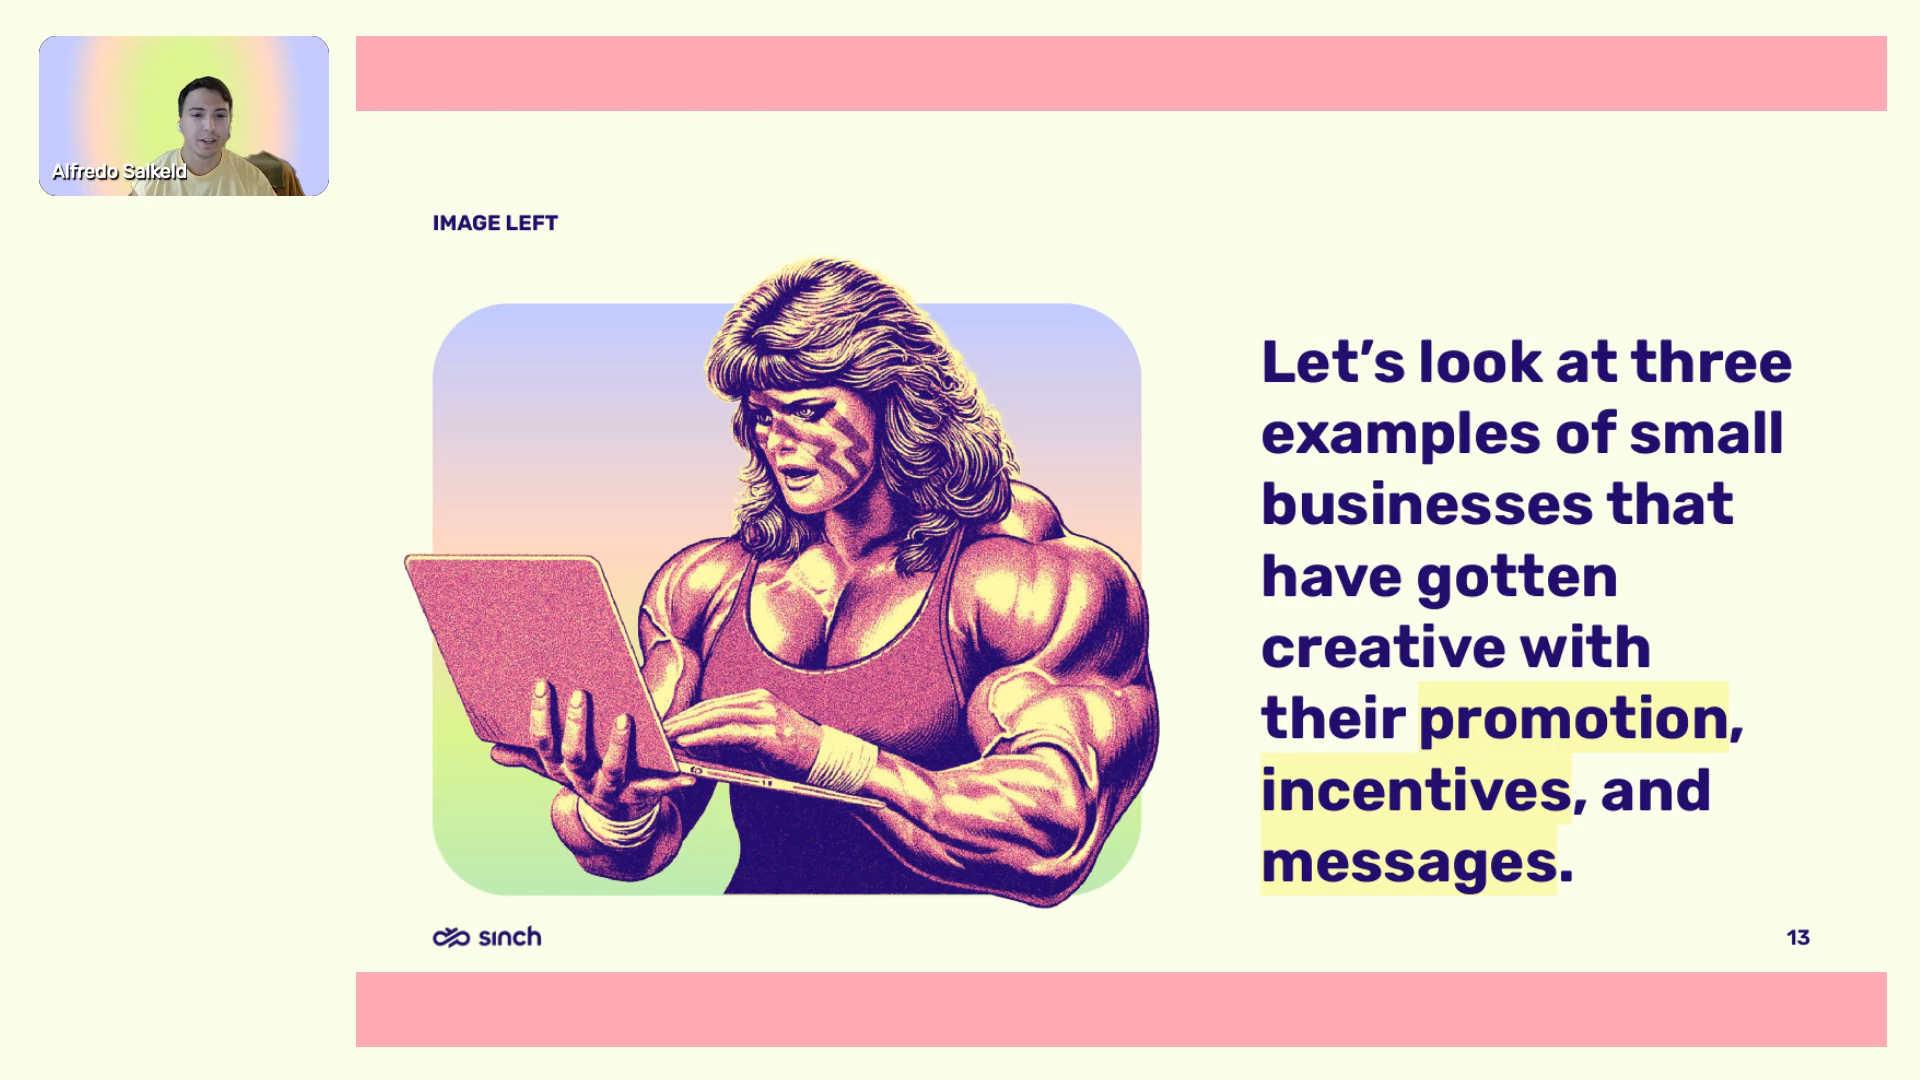 Alfredo Salkeld
IMAGE LEFT
Let’s look at three
examples of small
businesses that
have gotten
creative with
their promotion,
incentives, and
messages.
sinch
13